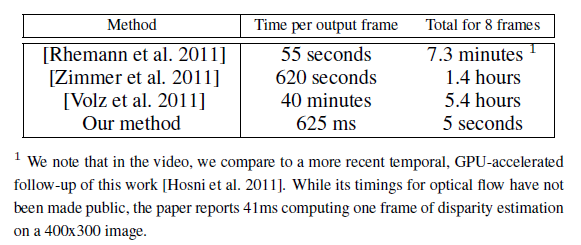 Method Time per output frame Total for 8 frames
[Rhemann et al. 2011] 55 seconds 7.3 minutes 1
[Zimmer et al. 2011] 620 seconds 1.4 hours
[Volz et al. 2011] 40 minutes 5.4 hours
Our method 625 ms 5 seconds
1 We note that in the video, we compare to a more recent temporal, GPU-accelerated
follow-up of this work [Hosni et al. 2011]. While its timings for optical flow have not
been made public, the paper reports 41ms computing one frame of disparity estimation
on a 400x300 image.